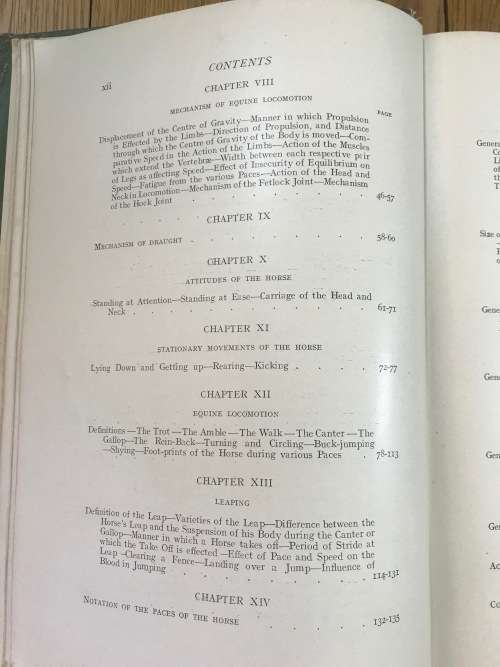 CONTENTS
xii
CHAPTER VIII
MECHANISM OF EQUINE LOCOMOTION
PAGE
Displacement of the Centre of Gravity—Manner in which Propulsion
is Effected by the Limbs—Direction of Propulsion, and Distance
through which the Centre of Gravity of the Body is moved—Com-
parative Speed in the Action of the Limbs—Action of the Muscles
which extend the Vertebræ—Width between each respective pair
of Legs as affecting Speed—Effect of Insecurity of Equilibrium on
Speed—Fatigue from the various Paces—Action of the Head and
Neck in Locomotion—Mechanism of the Fetlock Joint—Mechanism
of the Hock Joint . . . . . . . 46-57
CHAPTER IX
MECHANISM OF DRAUGHT . . . . . . . 58-60
CHAPTER X
ATTITUDES OF THE HORSE
Standing at Attention—Standing at Ease—Carriage of the Head and
Neck . . . . . . . . 61-71
CHAPTER XI
STATIONARY MOVEMENTS OF THE HORSE
Lying Down and Getting up—Rearing—Kicking . . . . 72-77
CHAPTER XII
EQUINE LOCOMOTION
Definitions—The Trot—The Amble—The Walk—The Canter—The
Gallop—The Rein-Back—Turning and Circling—Buck-jumping
—Shying—Foot-prints of the Horse during various Paces . 78-113
CHAPTER XIII
LEAPING
Definition of the Leap—Varieties of the Leap—Difference between the
Horse's Leap and the Suspension of his Body during the Canter or
Gallop—Manner in which a Horse takes off—Period of Stride at
which the Take Off is effected—Effect of Pace and Speed on the
Leap—Clearing a Fence—Landing over a Jump—Influence of
Blood in Jumping . . . . . . . 114-131
CHAPTER XIV
NOTATION OF THE PACES OF THE HORSE . . . . . 132-135
Gener
Co
Li
of
th
T
Size o
—
F
o
Gene
Gen
Gen
Ge
Ac
Co